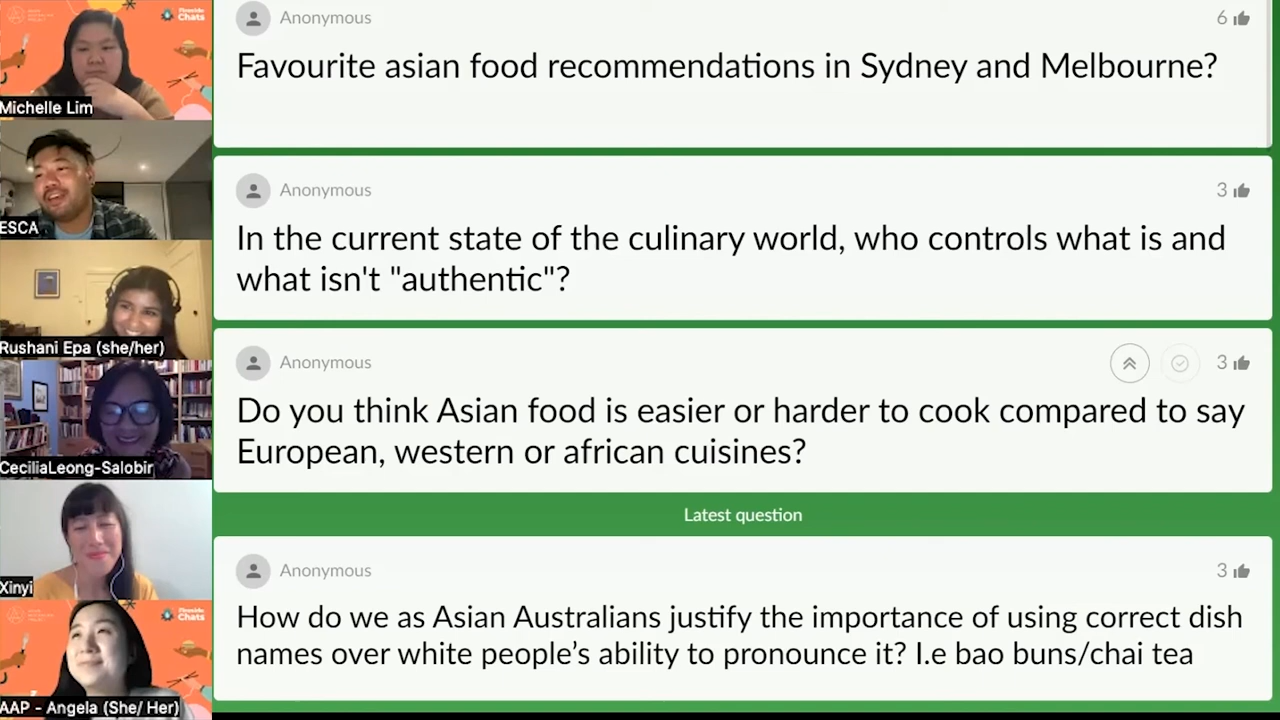 Fireside
Chats
Michelle Lim
ESCA
Rushani Epa (she/her)
CeciliaLeong-Salobir
Xinyi
Fireside
Chats
AAP - Angela (She/ Her)
Anonymous
6
Favourite asian food recommendations in Sydney and Melbourne?
Anonymous
3
In the current state of the culinary world, who controls what is and
what isn't "authentic"?
Anonymous
3
Do you think Asian food is easier or harder to cook compared to say
European, western or african cuisines?
Latest question
Anonymous
3
How do we as Asian Australians justify the importance of using correct dish
names over white people’s ability to pronounce it? I.e bao buns/chai tea